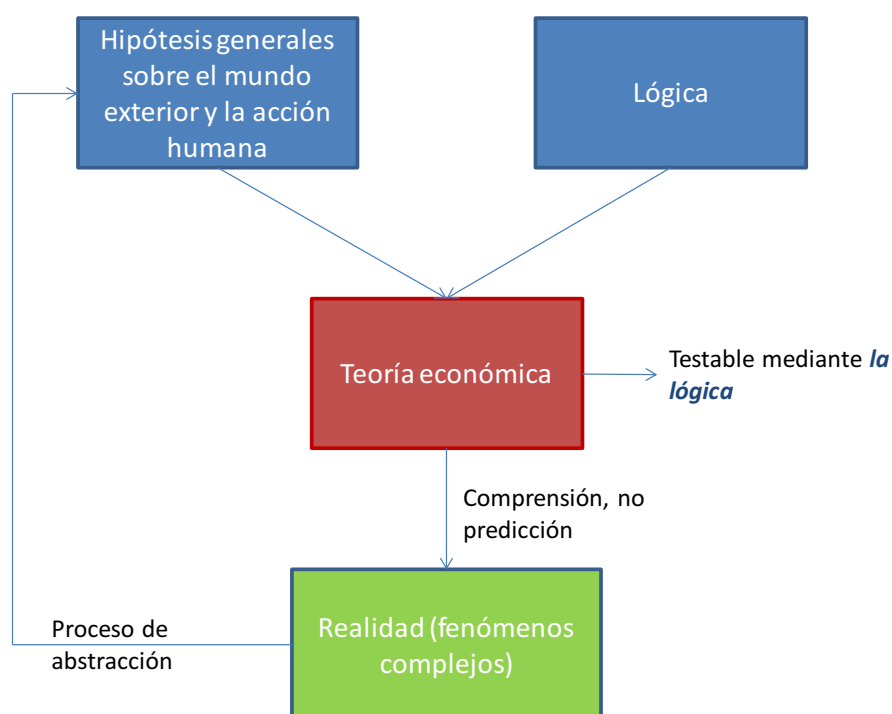 Hipótesis generales
sobre el mundo
exterior y la acción
humana
Lógica
Teoría económica
Testable mediante la
lógica
Comprensión, no
predicción
Realidad (fenómenos
complejos)
Proceso de
abstracción